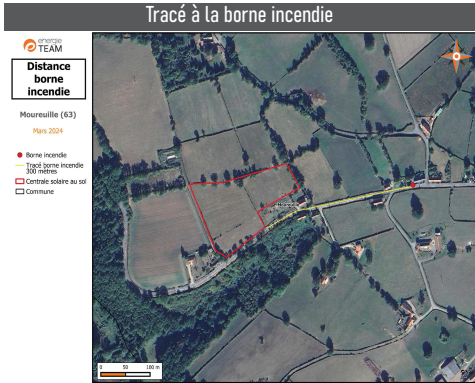 Tracé à la borne incendie
energie
TEAM
Distance
borne
incendie
Moureuille (63)
Mars 2024
Borne incendie
Tracé borne incendie
300 mètres
Centrale solaire au sol
Commune
0 50 100 m